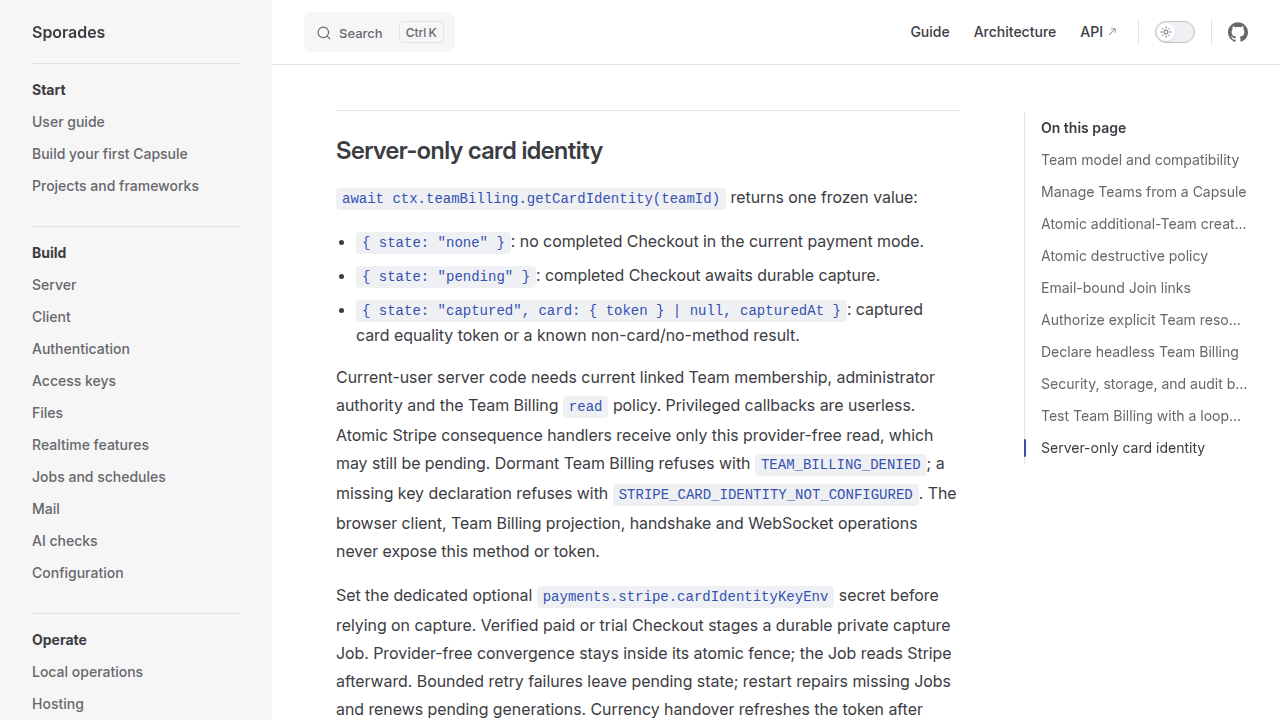 Sporades
Search
Ctrl K
Guide
Architecture
API
Start
User guide
Build your first Capsule
Projects and frameworks
Build
Server
Client
Authentication
Access keys
Files
Realtime features
Jobs and schedules
Mail
AI checks
Configuration
Operate
Local operations
Hosting
Server-only card identity
await ctx.teamBilling.getCardIdentity(teamId) returns one frozen value:
• { state: "none" }: no completed Checkout in the current payment mode.
• { state: "pending" }: completed Checkout awaits durable capture.
• { state: "captured", card: { token } | null, capturedAt }: captured
card equality token or a known non-card/no-method result.
Current-user server code needs current linked Team membership, administrator
authority and the Team Billing read policy. Privileged callbacks are userless.
Atomic Stripe consequence handlers receive only this provider-free read, which
may still be pending. Dormant Team Billing refuses with TEAM_BILLING_DENIED; a
missing key declaration refuses with STRIPE_CARD_IDENTITY_NOT_CONFIGURED. The
browser client, Team Billing projection, handshake and WebSocket operations
never expose this method or token.
Set the dedicated optional payments.stripe.cardIdentityKeyEnv secret before
relying on capture. Verified paid or trial Checkout stages a durable private capture
Job. Provider-free convergence stays inside its atomic fence; the Job reads Stripe
afterward. Bounded retry failures leave pending state; restart repairs missing Jobs
and renews pending generations. Currency handover refreshes the token after
On this page
Team model and compatibility
Manage Teams from a Capsule
Atomic additional-Team creat...
Atomic destructive policy
Email-bound Join links
Authorize explicit Team reso...
Declare headless Team Billing
Security, storage, and audit b...
Test Team Billing with a loop...
Server-only card identity